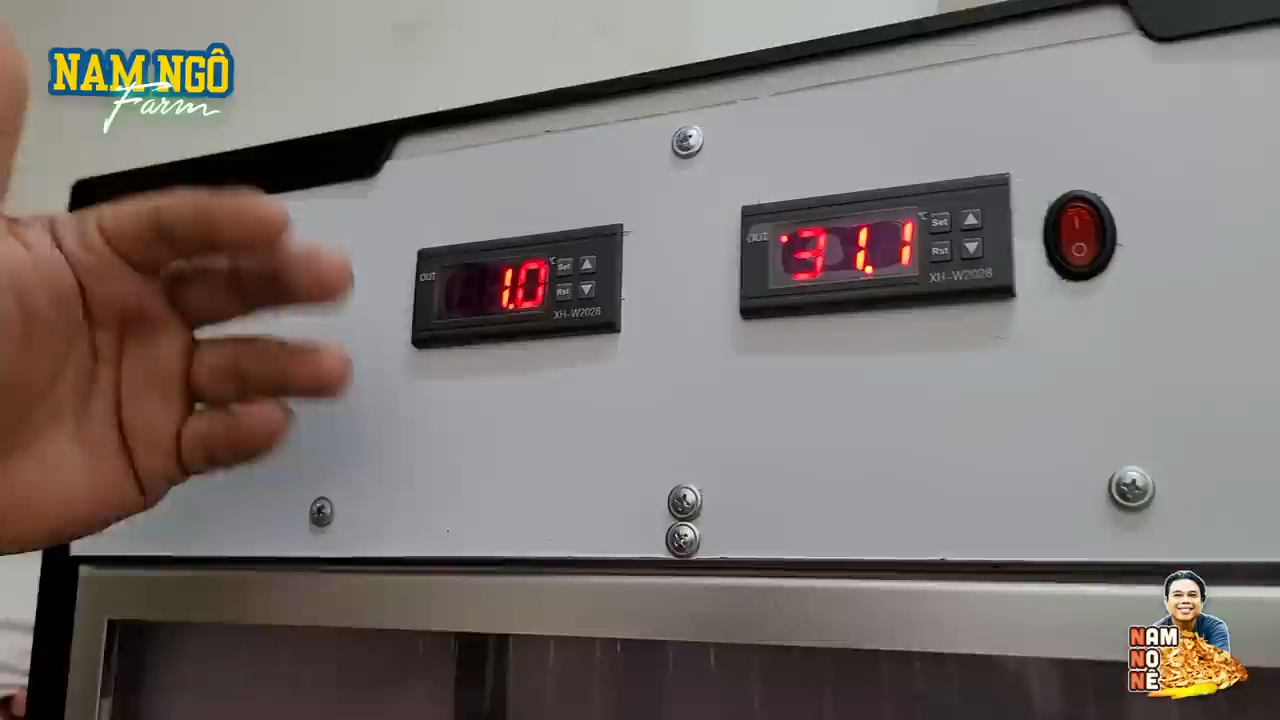 NAM NGÔ
Farm
OUT
1.0
℃
Set
Rst
XH-W2028
OUT
31.1
℃
Set
Rst
XH-W2028
NAM
NO
NÊ